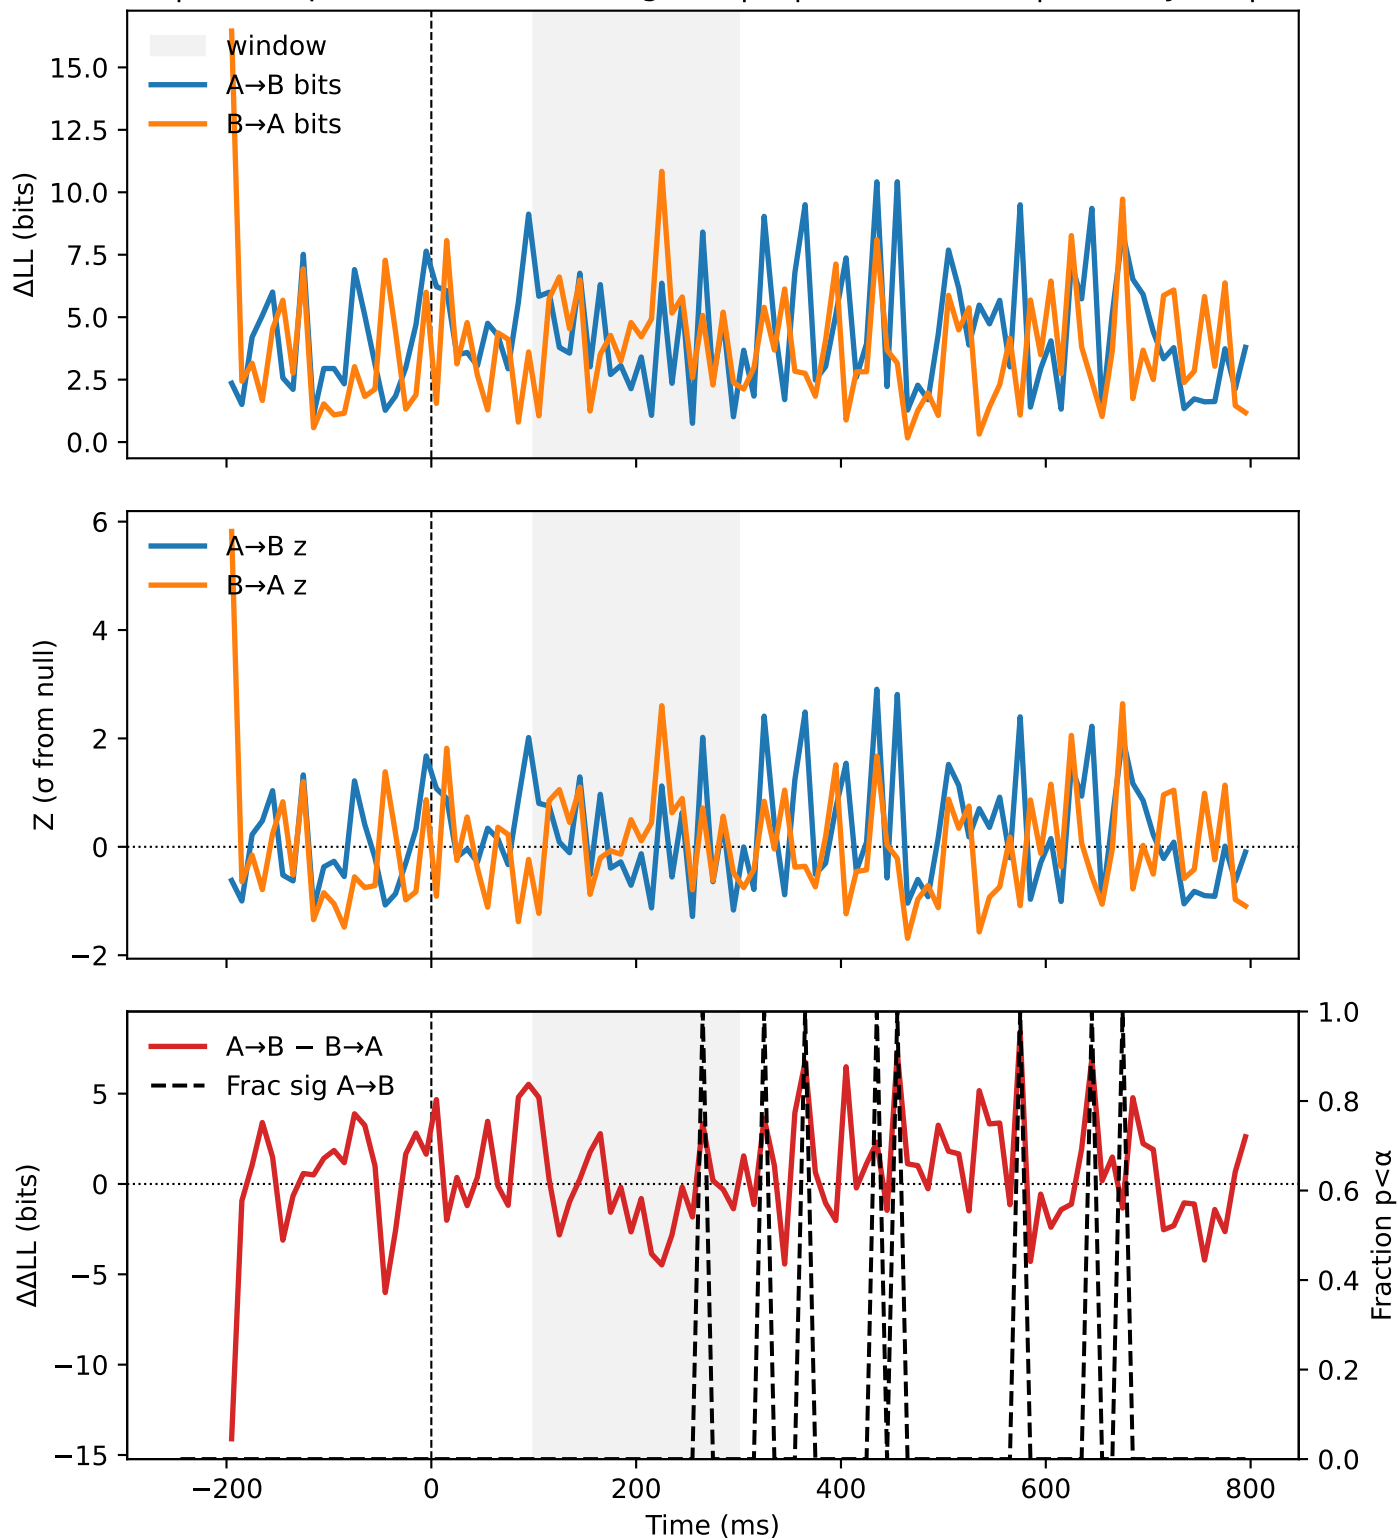 window
A→B bits
B→A bits
ΔLL (bits)
15.0
12.5
10.0
7.5
5.0
2.5
0.0
A→B z
B→A z
Z (σ from null)
6
4
2
0
−2
A→B − B→A
Frac sig A→B
ΔΔLL (bits)
5
0
−5
−10
−15
1.0
0.8
0.6
0.4
0.2
0.0
Fraction p<α
−200
0
200
400
600
800
Time (ms)